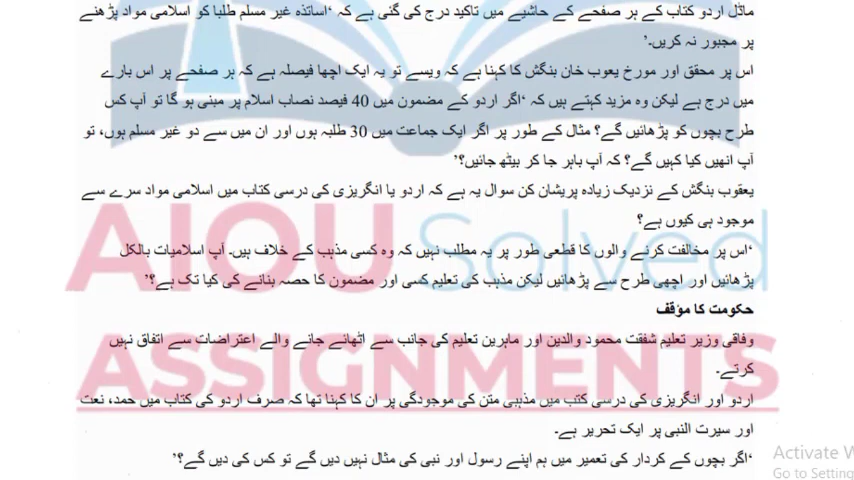 ماڈل اردو کتاب کے ہر صفحے کے حاشیے میں تاکید درج کی گئی ہے کہ ‘اساتذہ غیر مسلم طلبا کو اسلامی مواد پڑھنے
پر مجبور نہ کریں۔’
اس پر محقق اور مورخ یعقوب خان بنگش کا کہنا ہے کہ ویسے تو یہ ایک اچھا فیصلہ ہے کہ ہر صفحے پر اس بارے
میں درج ہے لیکن وہ مزید کہتے ہیں کہ ‘اگر اردو کے مضمون میں 40 فیصد نصاب اسلام پر مبنی ہو گا تو آپ کس
طرح بچوں کو پڑھائیں گے؟ مثال کے طور پر اگر ایک جماعت میں 30 طلبہ ہوں اور ان میں سے دو غیر مسلم ہوں، تو
آپ انھیں کیا کہیں گے؟ کہ آپ باہر جا کر بیٹھ جائیں؟’
یعقوب بنگش کے نزدیک زیادہ پریشان کن سوال یہ ہے کہ اردو یا انگریزی کی درسی کتاب میں اسلامی مواد سرے سے
موجود ہی کیوں ہے؟
‘اس پر مخالفت کرنے والوں کا قطعی طور پر یہ مطلب نہیں کہ وہ کسی مذہب کے خلاف ہیں۔ آپ اسلامیات بالکل
پڑھائیں اور اچھی طرح سے پڑھائیں لیکن مذہب کی تعلیم کسی اور مضمون کا حصہ بنانے کی کیا تک ہے؟’
حکومت کا مؤقف
وفاقی وزیر تعلیم شفقت محمود والدین اور ماہرین تعلیم کی جانب سے اٹھائے جانے والے اعتراضات سے اتفاق نہیں
کرتے۔
اردو اور انگریزی کی درسی کتب میں مذہبی متن کی موجودگی پر ان کا کہنا تھا کہ صرف اردو کی کتاب میں حمد، نعت
اور سیرت النبی پر ایک تحریر ہے۔
‘اگر بچوں کے کردار کی تعمیر میں ہم اپنے رسول اور نبی کی مثال نہیں دیں گے تو کس کی دیں گے؟’
AIOU Solved
ASSIGNMENTS
Activate W
Go to Setting